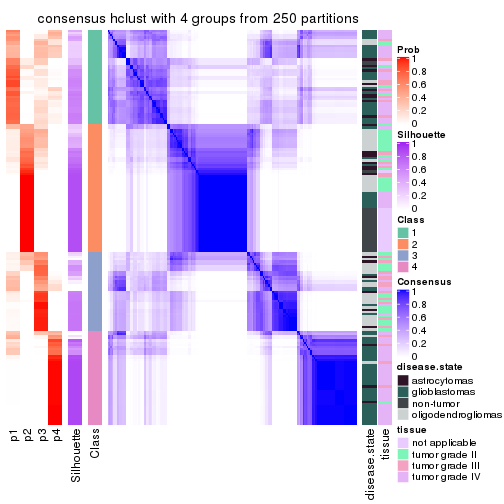 consensus hclust with 4 groups from 250 partitions
Prob
1
0.8
0.6
0.4
0.2
0
Silhouette
1
0.8
0.6
0.4
0.2
0
Class
1
2
3
4
Consensus
1
0.8
0.6
0.4
0.2
0
disease.state
astrocytomas
glioblastomas
non-tumor
oligodendrogliomas
tissue
not applicable
tumor grade II
tumor grade III
tumor grade IV
p1
p2
p3
p4
Silhouette
Class
disease.state
tissue